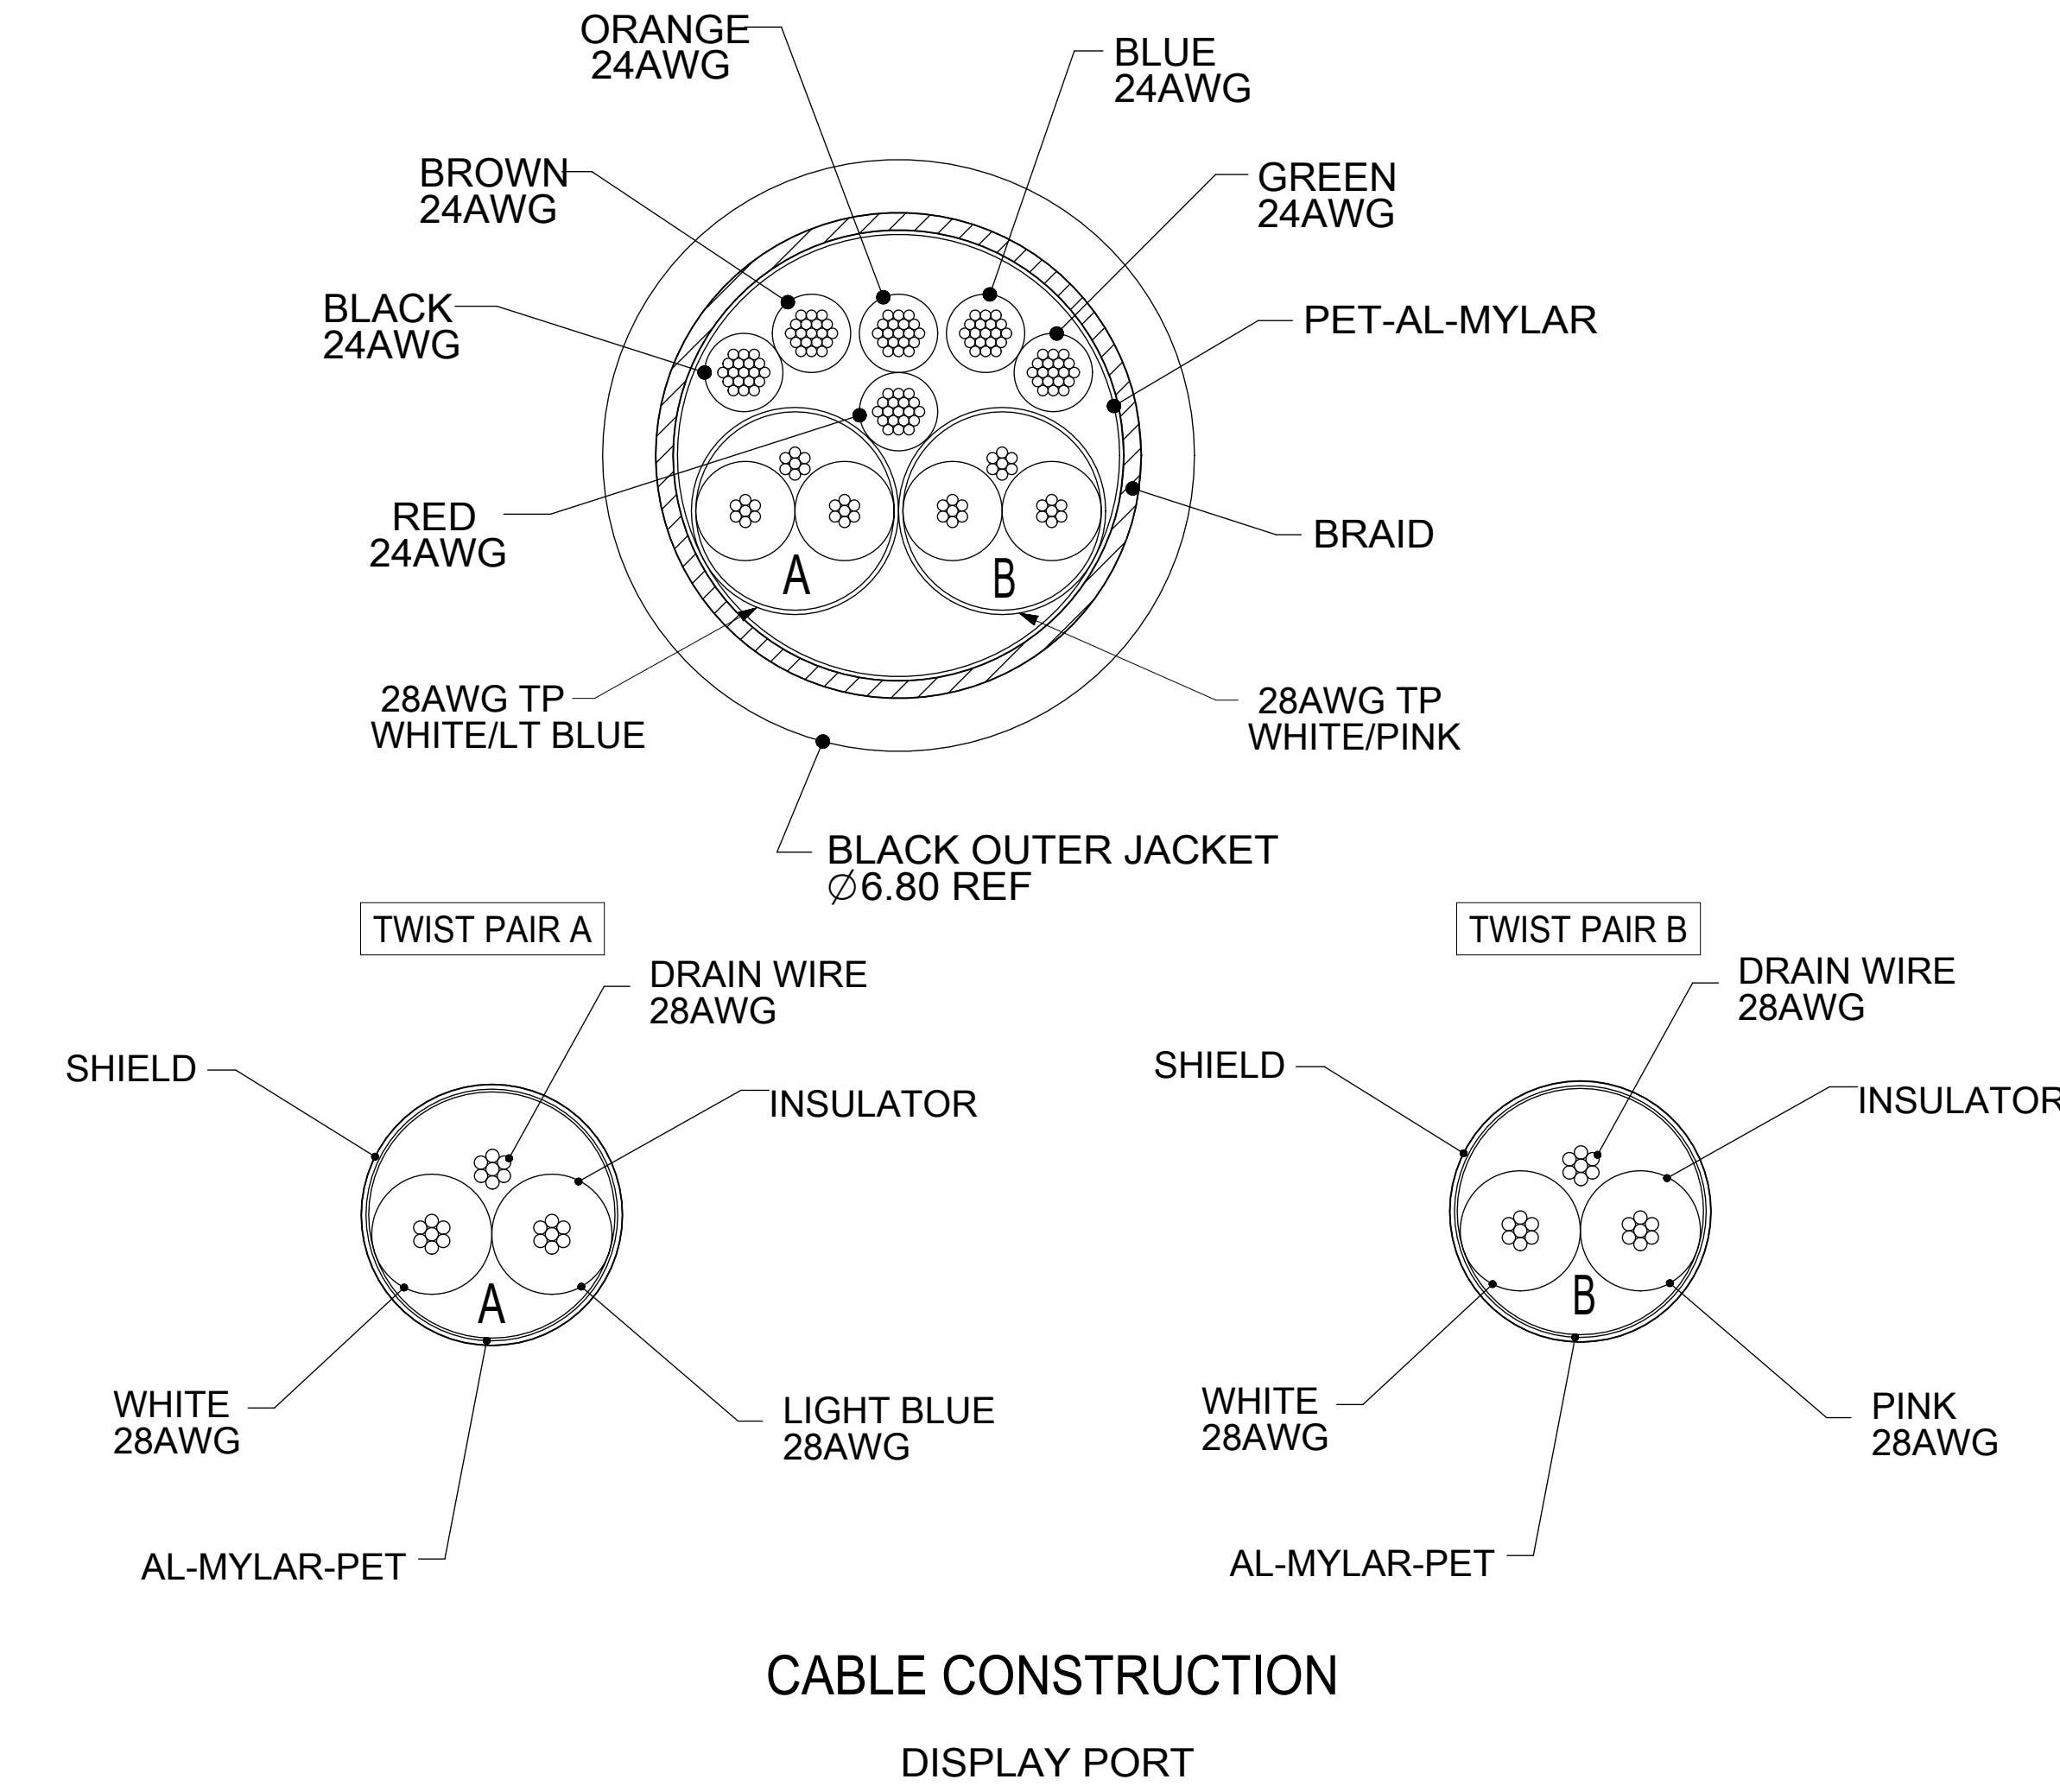 ORANGE
24AWG
BLUE
24AWG
BROWN
24AWG
GREEN
24AWG
BLACK
24AWG
PET-AL-MYLAR
RED
24AWG
BRAID
A
B
28AWG TP
WHITE/LT BLUE
28AWG TP
WHITE/PINK
BLACK OUTER JACKET
∅6.80 REF
TWIST PAIR A
DRAIN WIRE
28AWG
SHIELD
INSULATOR
A
WHITE
28AWG
LIGHT BLUE
28AWG
AL-MYLAR-PET
TWIST PAIR B
DRAIN WIRE
28AWG
SHIELD
INSULATOR
B
WHITE
28AWG
PINK
28AWG
AL-MYLAR-PET
CABLE CONSTRUCTION
DISPLAY PORT